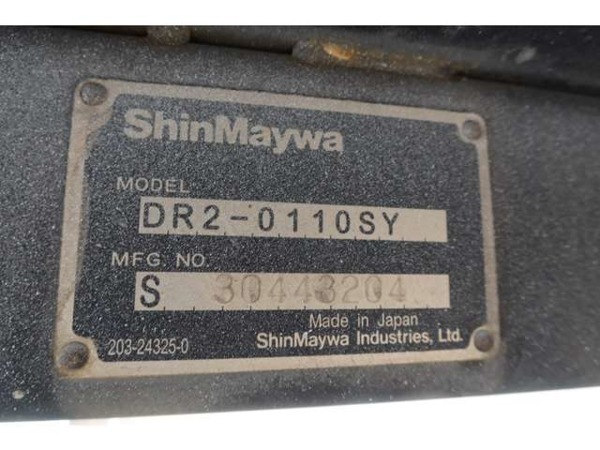 ShinMaywa
MODEL
DR2-0110SY
MFG NO.
S 30443204
Made in Japan
203-24325-0 ShinMaywa Industries, Ltd.